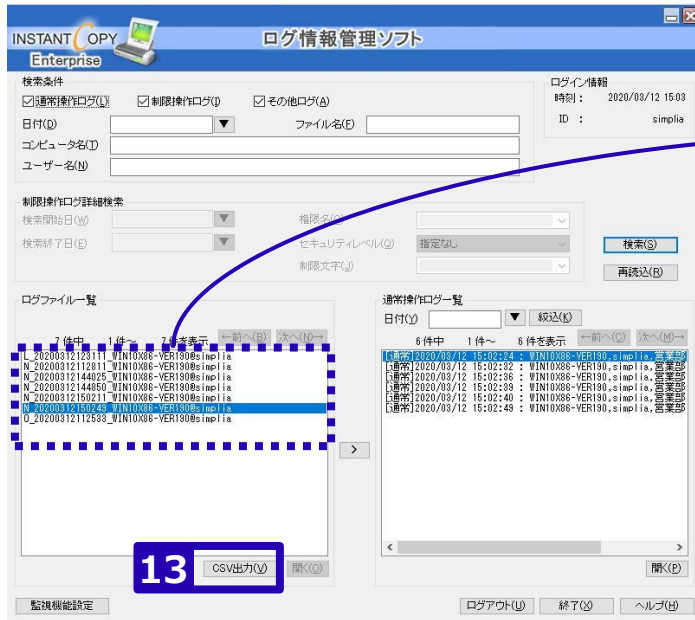 INSTANT COPY
Enterprise
ログ情報管理ソフト
検索条件
通常操作ログ(L) 制限操作ログ(I) その他ログ(A)
日付(D) ファイル名(F)
コンピュータ名(T)
ユーザー名(N)
ログイン情報
時刻： 2020/03/12 15:03
ID ： simplia
制限操作ログ詳細検索
検索開始日(W) 権限名
検索終了日(E) セキュリティレベル(Q) 指定なし
制限文字(J)
検索(S)
再読込(R)
ログファイル一覧
7件中 1件～ 7件を表示 ←前へ(B) 次へ(N)→
L_20200312123111_WIN10X86-VER190@simplia
N_20200312112811_WIN10X86-VER190@simplia
N_20200312144025_WIN10X86-VER190@simplia
N_20200312144850_WIN10X86-VER190@simplia
N_20200312150211_WIN10X86-VER190@simplia
N_20200312150249_WIN10X86-VER190@simplia
O_20200312112533_WIN10X86-VER190@simplia
>
13
CSV出力(V) 開く(O)
通常操作ログ一覧
日付(Y) 絞込(K)
6件中 1件～ 6件を表示 ←前へ(C) 次へ(M)→
[通常]2020/03/12 15:02:24 : WIN10X86-VER190,simplia,営業部
[通常]2020/03/12 15:02:32 : WIN10X86-VER190,simplia,営業部
[通常]2020/03/12 15:02:36 : WIN10X86-VER190,simplia,営業部
[通常]2020/03/12 15:02:39 : WIN10X86-VER190,simplia,営業部
[通常]2020/03/12 15:02:40 : WIN10X86-VER190,simplia,営業部
[通常]2020/03/12 15:02:49 : WIN10X86-VER190,simplia,営業部
開く(P)
監視機能設定 ログアウト(U) 終了(X) ヘルプ(H)